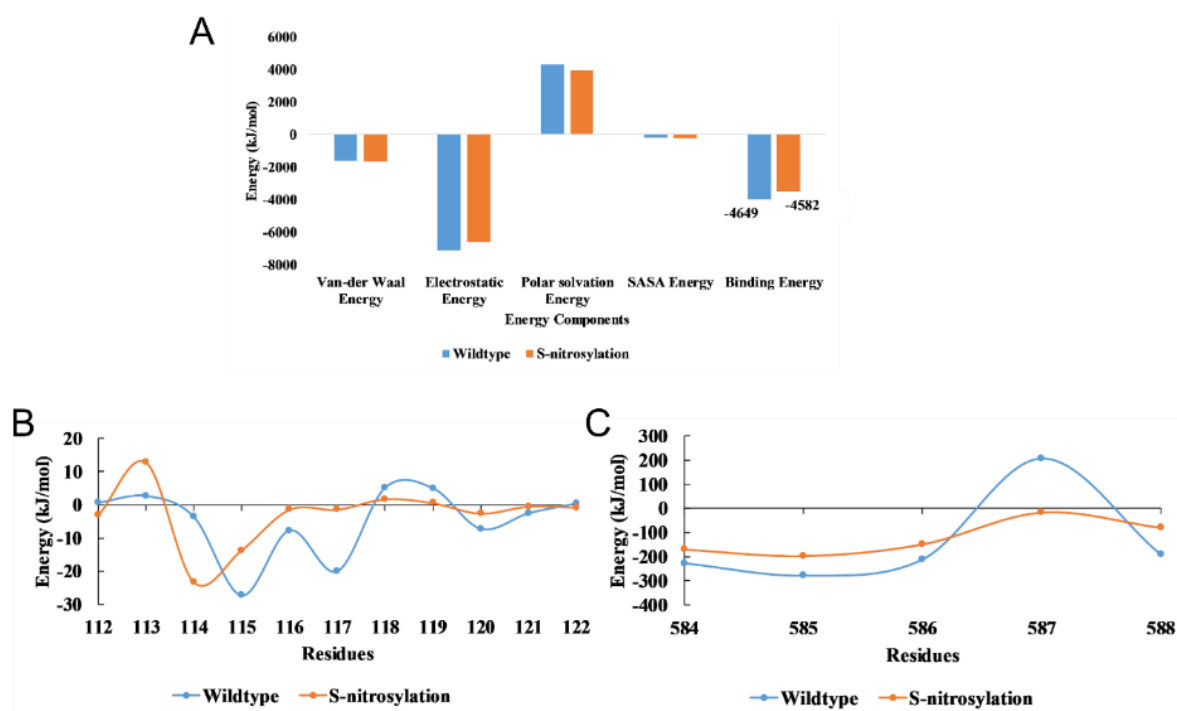 A
6000
4000
2000
0
-2000
-4000
-6000
-8000
Energy (kJ/mol)
-4649
-4582
Van-der Waal Energy
Electrostatic Energy
Polar solvation Energy
SASA Energy
Binding Energy
Energy Components
Wildtype
S-nitrosylation
B
20
10
0
-10
-20
-30
Energy (kJ/mol)
112 113 114 115 116 117 118 119 120 121 122
Residues
Wildtype
S-nitrosylation
C
300
200
100
0
-100
-200
-300
-400
Energy (kJ/mol)
584 585 586 587 588
Residues
Wildtype
S-nitrosylation